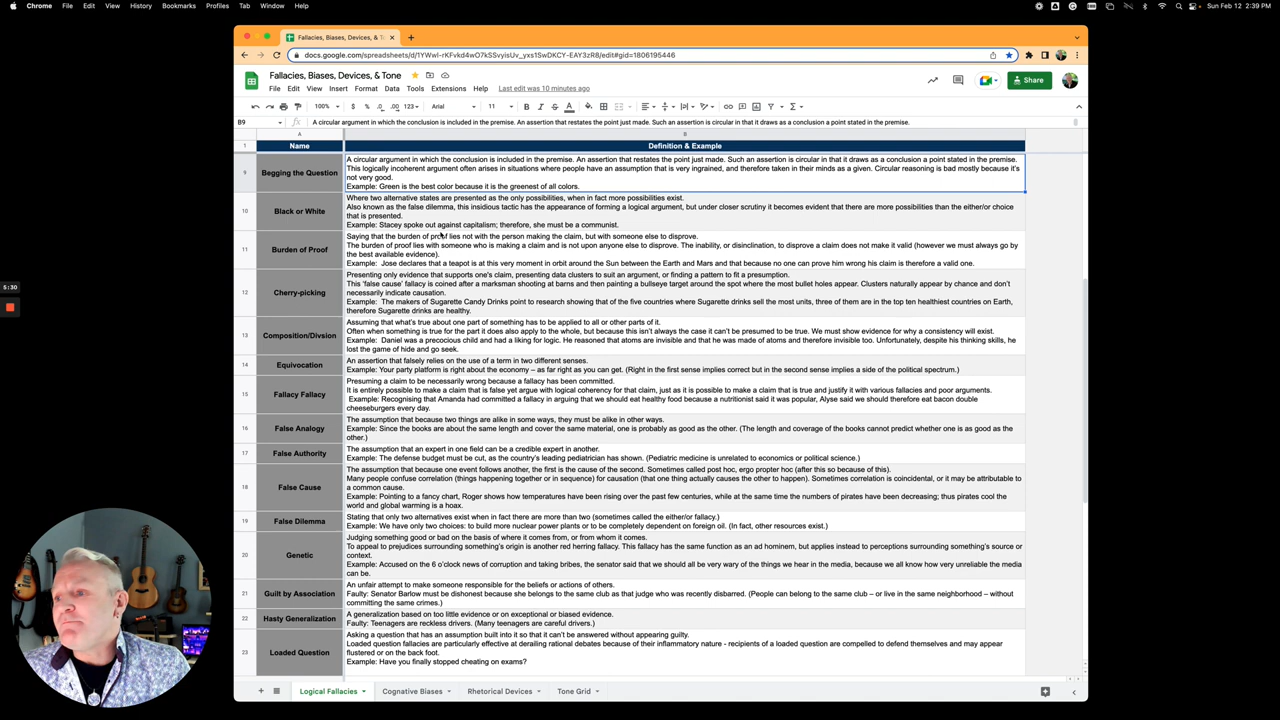 Chrome File Edit View History Bookmarks Profiles Tab Window Help
Sun Feb 12 2:39 PM
Fallacies, Biases, Devices, & To
docs.google.com/spreadsheets/d/1YWwl-rKFvkd4wO7kSSvyisUv_yxs1SwDKCY-EAY3zR8/edit#gid=1806195446
Fallacies, Biases, Devices, & Tone
File Edit View Insert Format Data Tools Extensions Help Last edit was 10 minutes ago
Share
100% $ % .0 .00 123 Arial 11
B9 fx A circular argument in which the conclusion is included in the premise. An assertion that restates the point just made. Such an assertion is circular in that it draws as a conclusion a point stated in the premise.
A B
1 Name Definition & Example
9 Begging the Question
A circular argument in which the conclusion is included in the premise. An assertion that restates the point just made. Such an assertion is circular in that it draws as a conclusion a point stated in the premise.
This logically incoherent argument often arises in situations where people have an assumption that is very ingrained, and therefore taken in their minds as a given. Circular reasoning is bad mostly because it's
not very good.
Example: Green is the best color because it is the greenest of all colors.
10 Black or White
Where two alternative states are presented as the only possibilities, when in fact more possibilities exist.
Also known as the false dilemma, this insidious tactic has the appearance of forming a logical argument, but under closer scrutiny it becomes evident that there are more possibilities than the either/or choice
that is presented.
Example: Stacey spoke out against capitalism; therefore, she must be a communist.
11 Burden of Proof
Saying that the burden of proof lies not with the person making the claim, but with someone else to disprove.
The burden of proof lies with someone who is making a claim and is not upon anyone else to disprove. The inability, or disinclination, to disprove a claim does not make it valid (however we must always go by
the best available evidence).
Example: Jose declares that a teapot is at this very moment in orbit around the Sun between the Earth and Mars and that because no one can prove him wrong his claim is therefore a valid one.
12 Cherry-picking
Presenting only evidence that supports one's claim, presenting data clusters to suit an argument, or finding a pattern to fit a presumption.
This 'false cause' fallacy is coined after a marksman shooting at barns and then painting a bullseye target around the spot where the most bullet holes appear. Clusters naturally appear by chance and don't
necessarily indicate causation.
Example: The makers of Sugarette Candy Drinks point to research showing that of the five countries where Sugarette drinks sell the most units, three of them are in the top ten healthiest countries on Earth,
therefore Sugarette drinks are healthy.
13 Composition/Divsion
Assuming that what's true about one part of something has to be applied to all or other parts of it.
Often when something is true for the part it does also apply to the whole, but because this isn't always the case it can't be presumed to be true. We must show evidence for why a consistency will exist.
Example: Daniel was a precocious child and had a liking for logic. He reasoned that atoms are invisible and that he was made of atoms and therefore invisible too. Unfortunately, despite his thinking skills, he
lost the game of hide and go seek.
14 Equivocation
An assertion that falsely relies on the use of a term in two different senses.
Example: Your party platform is right about the economy – as far right as you can get. (Right in the first sense implies correct but in the second sense implies a side of the political spectrum.)
15 Fallacy Fallacy
Presuming a claim to be necessarily wrong because a fallacy has been committed.
It is entirely possible to make a claim that is false yet argue with logical coherency for that claim, just as it is possible to make a claim that is true and justify it with various fallacies and poor arguments.
Example: Recognising that Amanda had committed a fallacy in arguing that we should eat healthy food because a nutritionist said it was popular, Alyse said we should therefore eat bacon double
cheeseburgers every day.
16 False Analogy
The assumption that because two things are alike in some ways, they must be alike in other ways.
Example: Since the books are about the same length and cover the same material, one is probably as good as the other. (The length and coverage of the books cannot predict whether one is as good as the
other.)
17 False Authority
The assumption that an expert in one field can be a credible expert in another.
Example: The defense budget must be cut, as the country's leading pediatrician has shown. (Pediatric medicine is unrelated to economics or political science.)
18 False Cause
The assumption that because one event follows another, the first is the cause of the second. Sometimes called post hoc, ergo propter hoc (after this so because of this).
Many people confuse correlation (things happening together or in sequence) for causation (that one thing actually causes the other to happen). Sometimes correlation is coincidental, or it may be attributable to
a common cause.
Example: Pointing to a fancy chart, Roger shows how temperatures have been rising over the past few centuries, while at the same time the numbers of pirates have been decreasing; thus pirates cool the
world and global warming is a hoax.
19 False Dilemma
Stating that only two alternatives exist when in fact there are more than two (sometimes called the either/or fallacy.)
Example: We have only two choices: to build more nuclear power plants or to be completely dependent on foreign oil. (In fact, other resources exist.)
20 Genetic
Judging something good or bad on the basis of where it comes from, or from whom it comes.
To appeal to prejudices surrounding something's origin is another red herring fallacy. This fallacy has the same function as an ad hominem, but applies instead to perceptions surrounding something's source or
context.
Example: Accused on the 6 o'clock news of corruption and taking bribes, the senator said that we should all be very wary of the things we hear in the media, because we all know how very unreliable the media
can be.
21 Guilt by Association
An unfair attempt to make someone responsible for the beliefs or actions of others.
Faulty: Senator Barlow must be dishonest because she belongs to the same club as that judge who was recently disbarred. (People can belong to the same club – or live in the same neighborhood – without
committing the same crimes.)
22 Hasty Generalization
A generalization based on too little evidence or on exceptional or biased evidence.
Faulty: Teenagers are reckless drivers. (Many teenagers are careful drivers.)
23 Loaded Question
Asking a question that has an assumption built into it so that it can't be answered without appearing guilty.
Loaded question fallacies are particularly effective at derailing rational debates because of their inflammatory nature - recipients of a loaded question are compelled to defend themselves and may appear
flustered or on the back foot.
Example: Have you finally stopped cheating on exams?
Logical Fallacies Cognitive Biases Rhetorical Devices Tone Grid
5:30